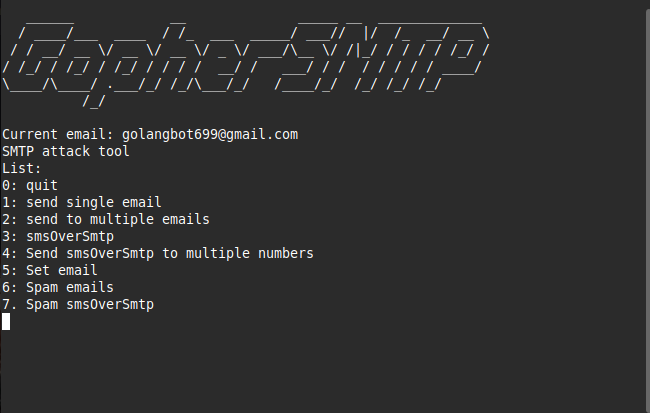 GopherSMTP
Current email: golangbot699@gmail.com
SMTP attack tool
List:
0: quit
1: send single email
2: send to multiple emails
3: smsOverSmtp
4: Send smsOverSmtp to multiple numbers
5: Set email
6: Spam emails
7. Spam smsOverSmtp